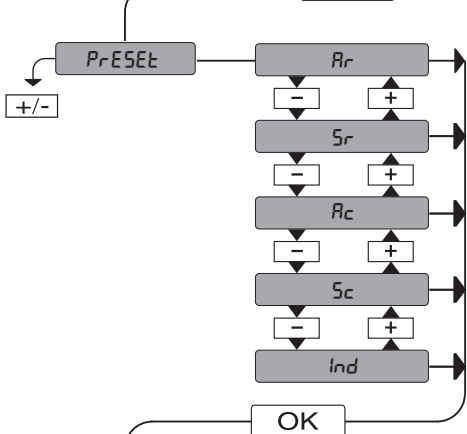 PrESEt
Ar
+/-
- +
Sr
- +
Ac
- +
Sc
- +
Ind
OK